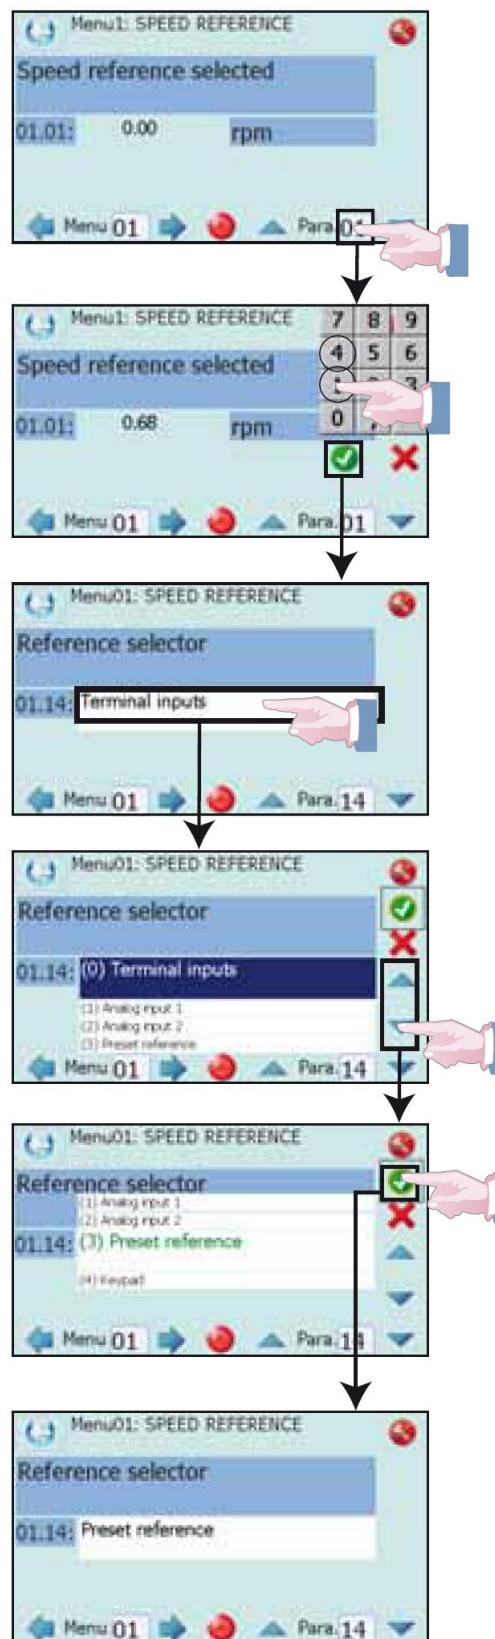 Menu1: SPEED REFERENCE
Speed reference selected
01.01: 0.00 rpm
Menu 01 Para. 01
Menu1: SPEED REFERENCE
7 8 9
Speed reference selected
4 5 6
1 3
01.01: 0.68 rpm
0 .
Menu 01 Para. 01
Menu01: SPEED REFERENCE
Reference selector
01.14: Terminal inputs
Menu 01 Para. 14
Menu01: SPEED REFERENCE
Reference selector
01.14: (0) Terminal inputs
(1) Analog input 1
(2) Analog input 2
(3) Preset reference
Menu 01 Para. 14
Menu01: SPEED REFERENCE
Reference selector
(1) Analog input 1
(2) Analog input 2
01.14: (3) Preset reference
(4) Keypad
Menu 01 Para. 14
Menu01: SPEED REFERENCE
Reference selector
01.14: Preset reference
Menu 01 Para. 14